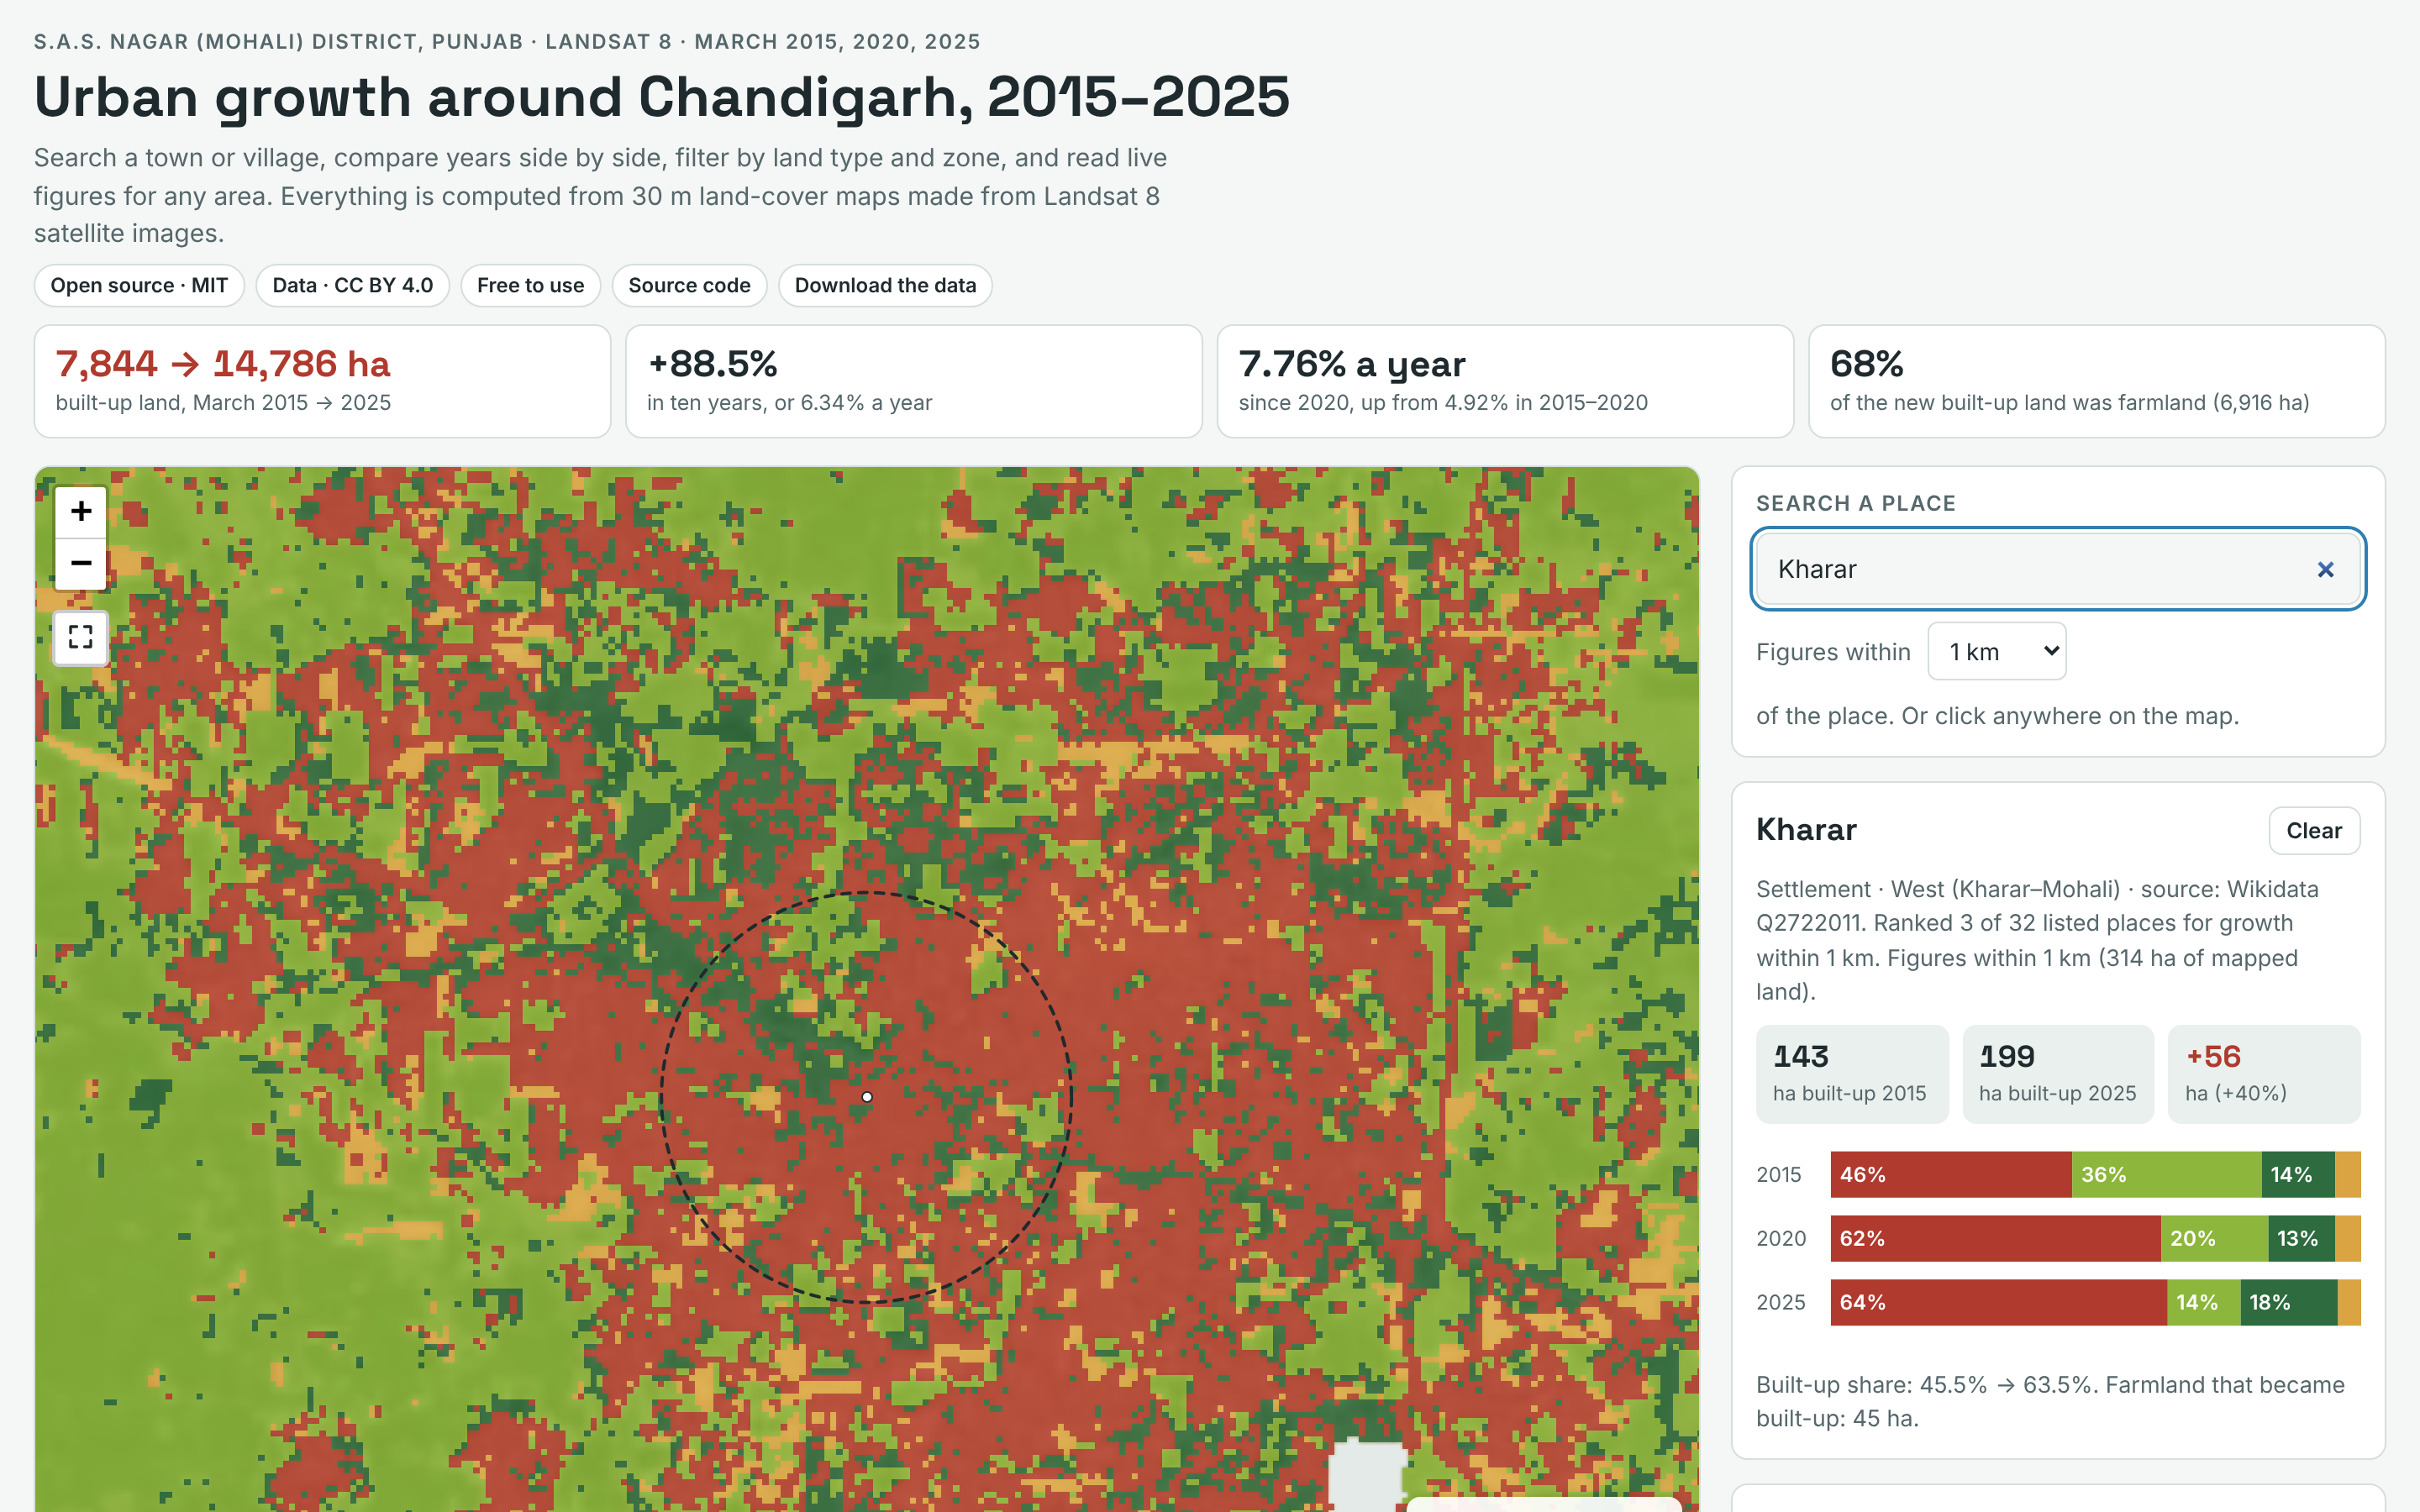 S.A.S. NAGAR (MOHALI) DISTRICT, PUNJAB · LANDSAT 8 · MARCH 2015, 2020, 2025
Urban growth around Chandigarh, 2015–2025
Search a town or village, compare years side by side, filter by land type and zone, and read live
figures for any area. Everything is computed from 30 m land-cover maps made from Landsat 8
satellite images.
Open source · MIT
Data · CC BY 4.0
Free to use
Source code
Download the data
7,844 → 14,786 ha
built-up land, March 2015 → 2025
+88.5%
in ten years, or 6.34% a year
7.76% a year
since 2020, up from 4.92% in 2015–2020
68%
of the new built-up land was farmland (6,916 ha)
+
−
SEARCH A PLACE
Kharar ×
Figures within 1 km
of the place. Or click anywhere on the map.
Kharar
Clear
Settlement · West (Kharar–Mohali) · source: Wikidata
Q2722011. Ranked 3 of 32 listed places for growth
within 1 km. Figures within 1 km (314 ha of mapped
land).
143
ha built-up 2015
199
ha built-up 2025
+56
ha (+40%)
2015 46% 36% 14%
2020 62% 20% 13%
2025 64% 14% 18%
Built-up share: 45.5% → 63.5%. Farmland that became
built-up: 45 ha.